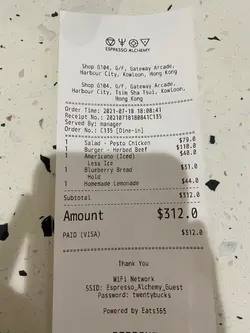 ESPRESSO ALCHEMY
Shop G104, G/F, Gateway Arcade,
Harbour City, Kowloon, Hong Kong
Shop G104, G/F, Gateway Arcade,
Harbour City, Tsim Sha Tsui, Kowloon,
Hong Kong
Order Time: 2021-07-18 18:08:41
Receipt No.: 20210718180841C135
Served By: manager
Order No.: C135 [Dine-in]
1 Salad - Pesto Chicken $79.0
1 Burger - Herbed Beef $118.0
1 Americano (Iced) $40.0
Less Ice
1 Blueberry Bread $31.0
Hold
1 Homemade Lemonade $44.0
Subtotal $312.0
Amount $312.0
PAID (VISA) $312.0
Thank You
WiFi Network
SSID: Espresso_Alchemy_Guest
Password: twentybucks
Powered by Eats365